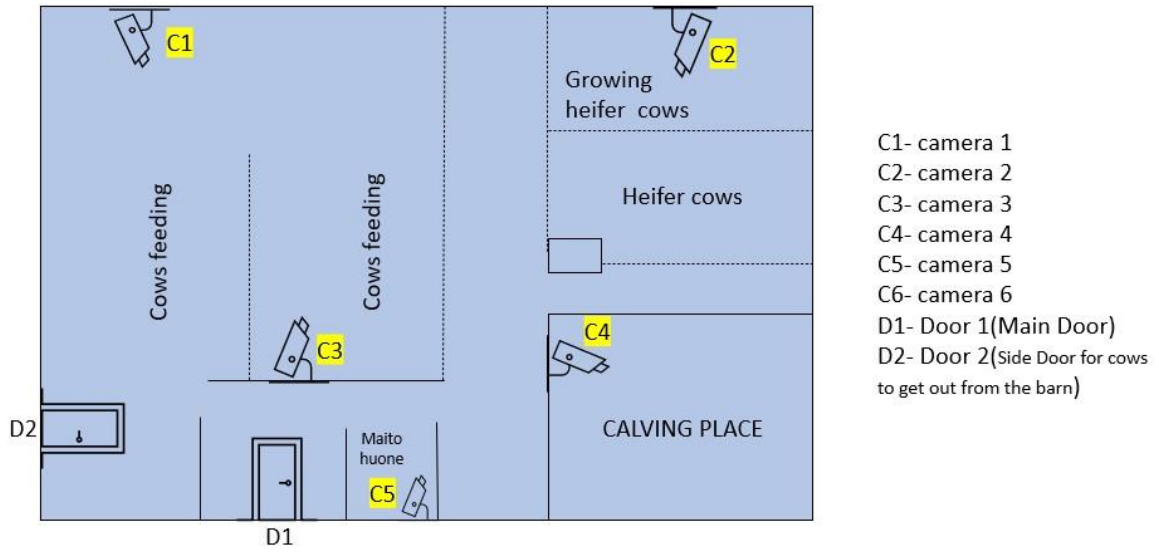 C1
C2
Growing
heifer cows
Heifer cows
Cows feeding
Cows feeding
C3
C4
CALVING PLACE
D2
Maito
huone
C5
D1
C1- camera 1
C2- camera 2
C3- camera 3
C4- camera 4
C5- camera 5
C6- camera 6
D1- Door 1(Main Door)
D2- Door 2(Side Door for cows
to get out from the barn)